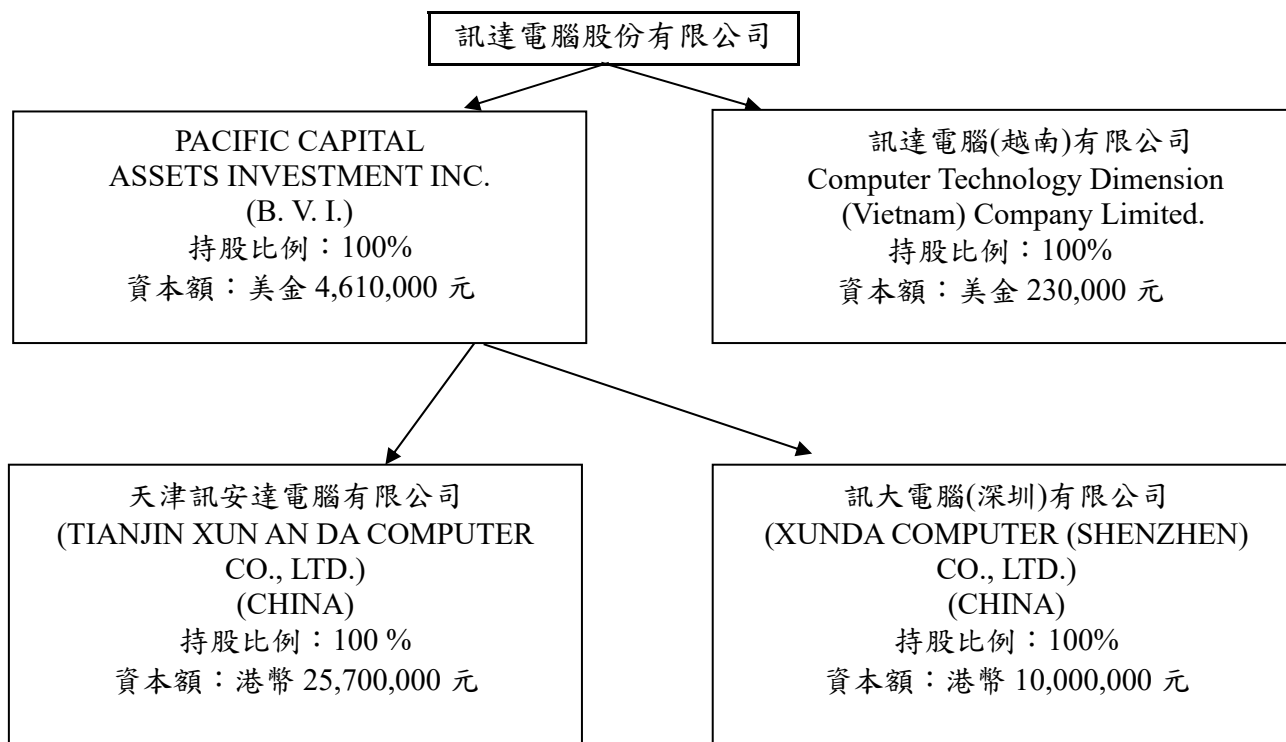 訊達電腦股份有限公司
PACIFIC CAPITAL
ASSETS INVESTMENT INC.
(B. V. I.)
持股比例：100%
資本額：美金 4,610,000 元
訊達電腦(越南)有限公司
Computer Technology Dimension
(Vietnam) Company Limited.
持股比例：100%
資本額：美金 230,000 元
天津訊安達電腦有限公司
(TIANJIN XUN AN DA COMPUTER
CO., LTD.)
(CHINA)
持股比例：100 %
資本額：港幣 25,700,000 元
訊大電腦(深圳)有限公司
(XUNDA COMPUTER (SHENZHEN)
CO., LTD.)
(CHINA)
持股比例：100%
資本額：港幣 10,000,000 元